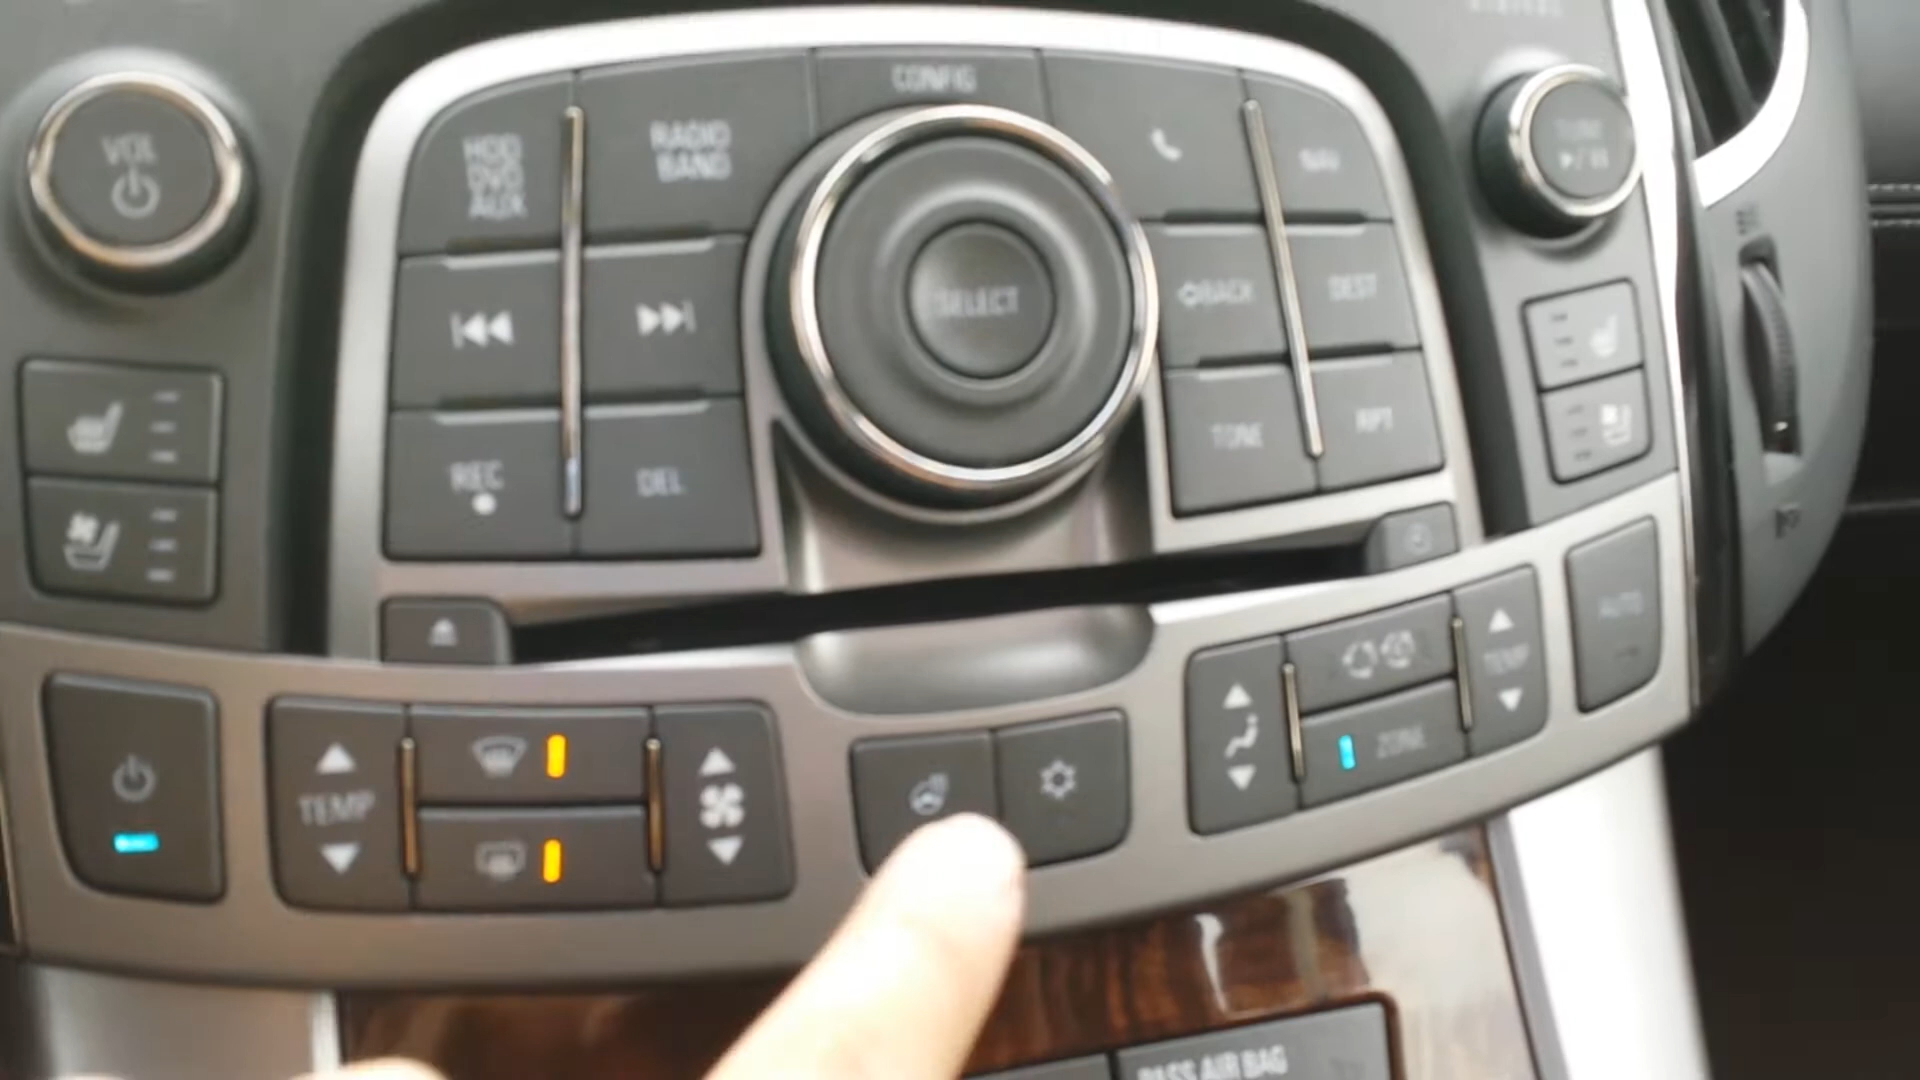 CONFIG
VOL
HDD
DVD
AUX
RADIO
BAND
NAV
TUNE
SELECT
BACK
DEST
REC
DEL
TONE
RPT
TEMP
AUTO
TEMP
ZONE
PASS AIR BAG